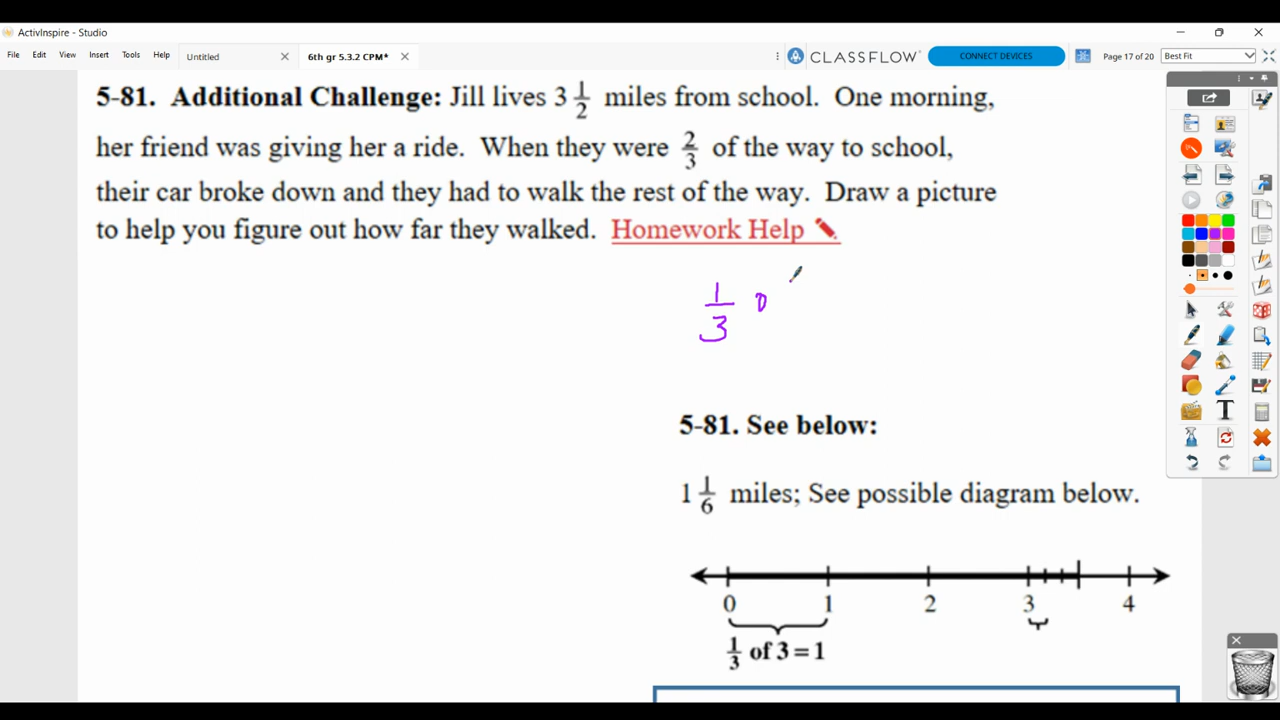 ActivInspire - Studio
File Edit View Insert Tools Help Untitled 6th gr 5.3.2 CPM* CLASSFLOW CONNECT DEVICES Page 17 of 20 Best Fit
5-81. Additional Challenge: Jill lives 3 1/2 miles from school. One morning,
her friend was giving her a ride. When they were 2/3 of the way to school,
their car broke down and they had to walk the rest of the way. Draw a picture
to help you figure out how far they walked. Homework Help
1/3 o
5-81. See below:
1 1/6 miles; See possible diagram below.
0 1 2 3 4
1/3 of 3 = 1